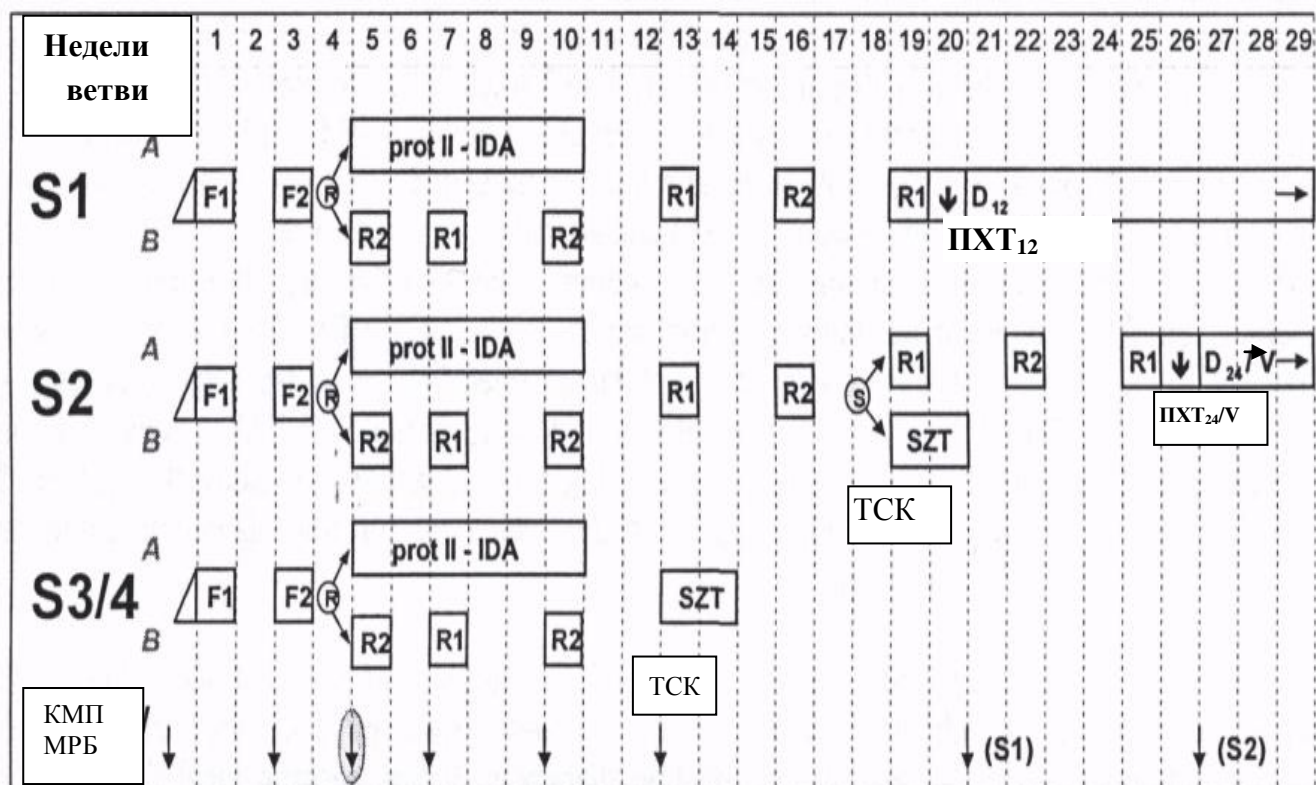 Недели
ветви
1 2 3 4 5 6 7 8 9 10 11 12 13 14 15 16 17 18 19 20 21 22 23 24 25 26 27 28 29
A
prot II - IDA
S1 F1 F2 R R1 R2 R1 D12
B R2 R1 R2
ПХТ12
A
prot II - IDA
R1 R2 R1 D24/V
S2 F1 F2 R R1 R2 S
ПХТ24/V
B R2 R1 R2 SZT
ТСК
A
prot II - IDA
S3/4 F1 F2 R SZT
B R2 R1 R2
ТСК
КМП
МРБ
(S1) (S2)